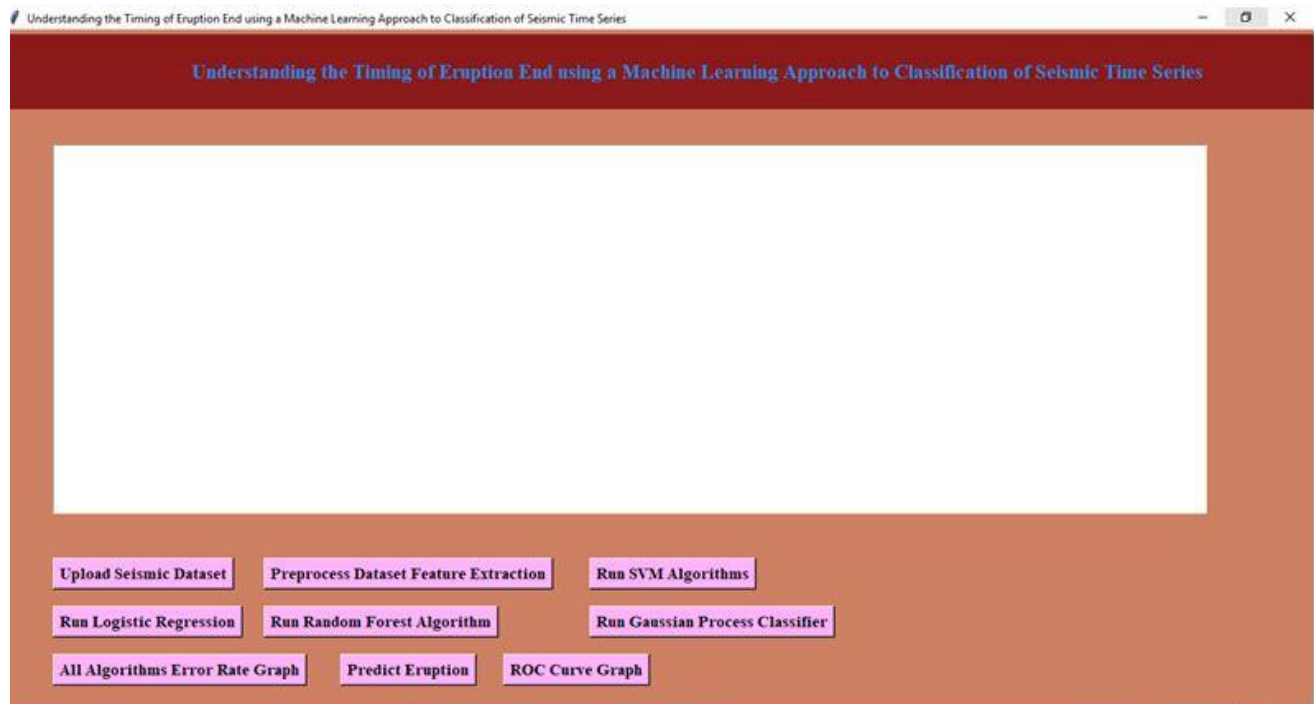 Understanding the Timing of Eruption End using a Machine Learning Approach to Classification of Seismic Time Series
Understanding the Timing of Eruption End using a Machine Learning Approach to Classification of Seismic Time Series
Upload Seismic Dataset Preprocess Dataset Feature Extraction Run SVM Algorithms
Run Logistic Regression Run Random Forest Algorithm Run Gaussian Process Classifier
All Algorithms Error Rate Graph Predict Eruption ROC Curve Graph